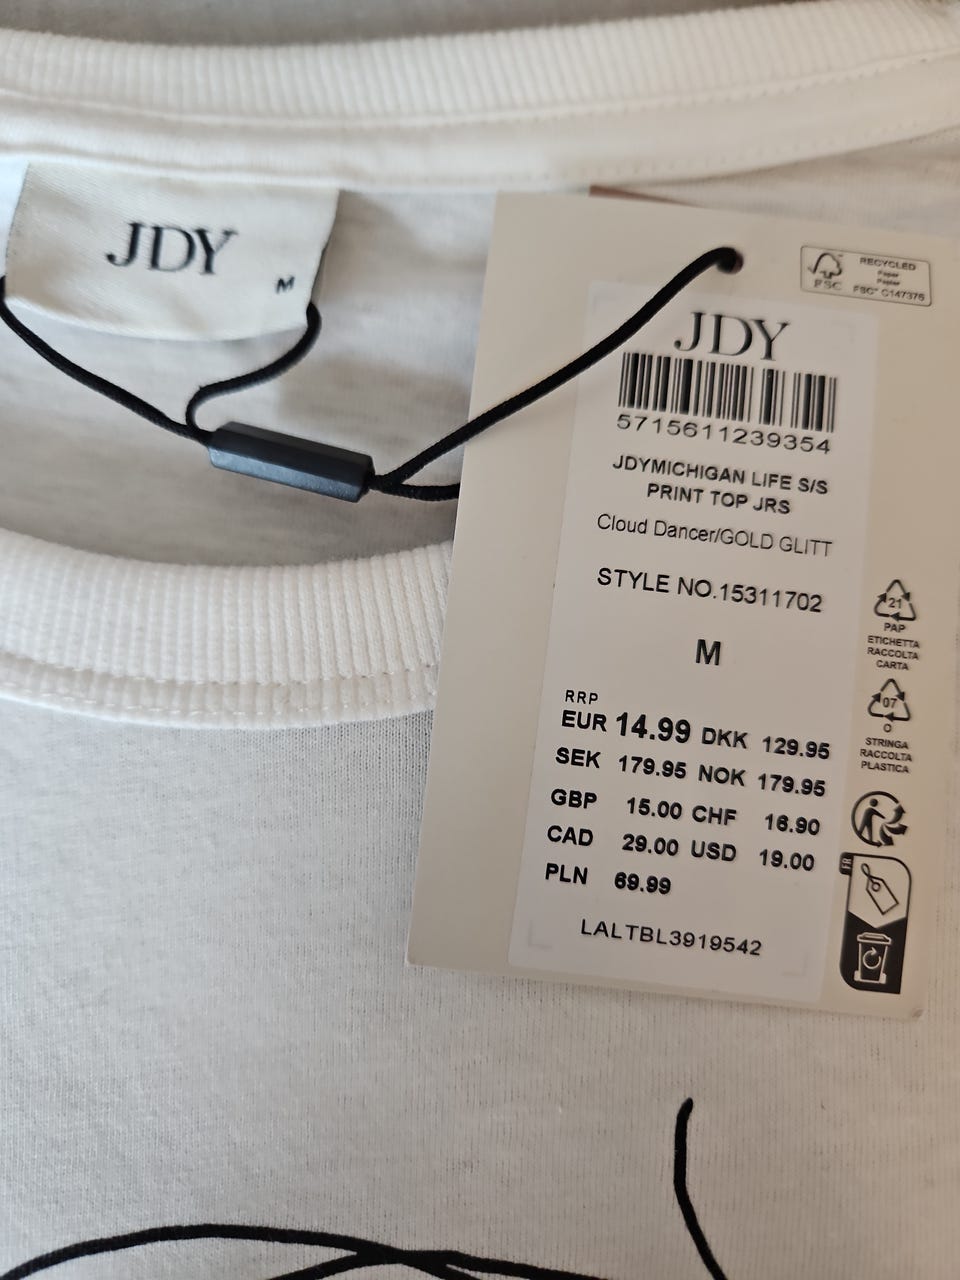 JDY
M
RECYCLED
Paper
Papier
FSC® C147376
FSC
JDY
5715611239354
JDYMICHIGAN LIFE S/S
PRINT TOP JRS
Cloud Dancer/GOLD GLITT
STYLE NO.15311702
M
RRP
EUR 14.99 DKK 129.95
SEK 179.95 NOK 179.95
GBP 15.00 CHF 16.90
CAD 29.00 USD 19.00
PLN 69.99
LALTBL3919542
21
PAP
ETICHETTA
RACCOLTA
CARTA
07
O
STRINGA
RACCOLTA
PLASTICA
FR